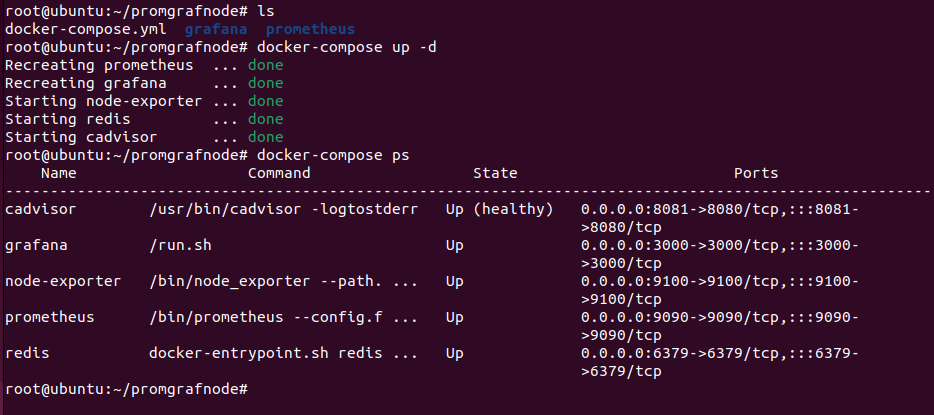 root@ubuntu:~/promgrafnode# ls
docker-compose.yml  grafana  prometheus
root@ubuntu:~/promgrafnode# docker-compose up -d
Recreating prometheus  ... done
Recreating grafana     ... done
Starting node-exporter ... done
Starting redis         ... done
Starting cadvisor      ... done
root@ubuntu:~/promgrafnode# docker-compose ps
    Name                   Command                  State                        Ports
-------------------------------------------------------------------------------------------------------
cadvisor        /usr/bin/cadvisor -logtostderr   Up (healthy)   0.0.0.0:8081->8080/tcp,:::8081-
                                                                >8080/tcp
grafana         /run.sh                          Up             0.0.0.0:3000->3000/tcp,:::3000-
                                                                >3000/tcp
node-exporter   /bin/node_exporter --path. ...   Up             0.0.0.0:9100->9100/tcp,:::9100-
                                                                >9100/tcp
prometheus      /bin/prometheus --config.f ...   Up             0.0.0.0:9090->9090/tcp,:::9090-
                                                                >9090/tcp
redis           docker-entrypoint.sh redis ...   Up             0.0.0.0:6379->6379/tcp,:::6379-
                                                                >6379/tcp
root@ubuntu:~/promgrafnode#